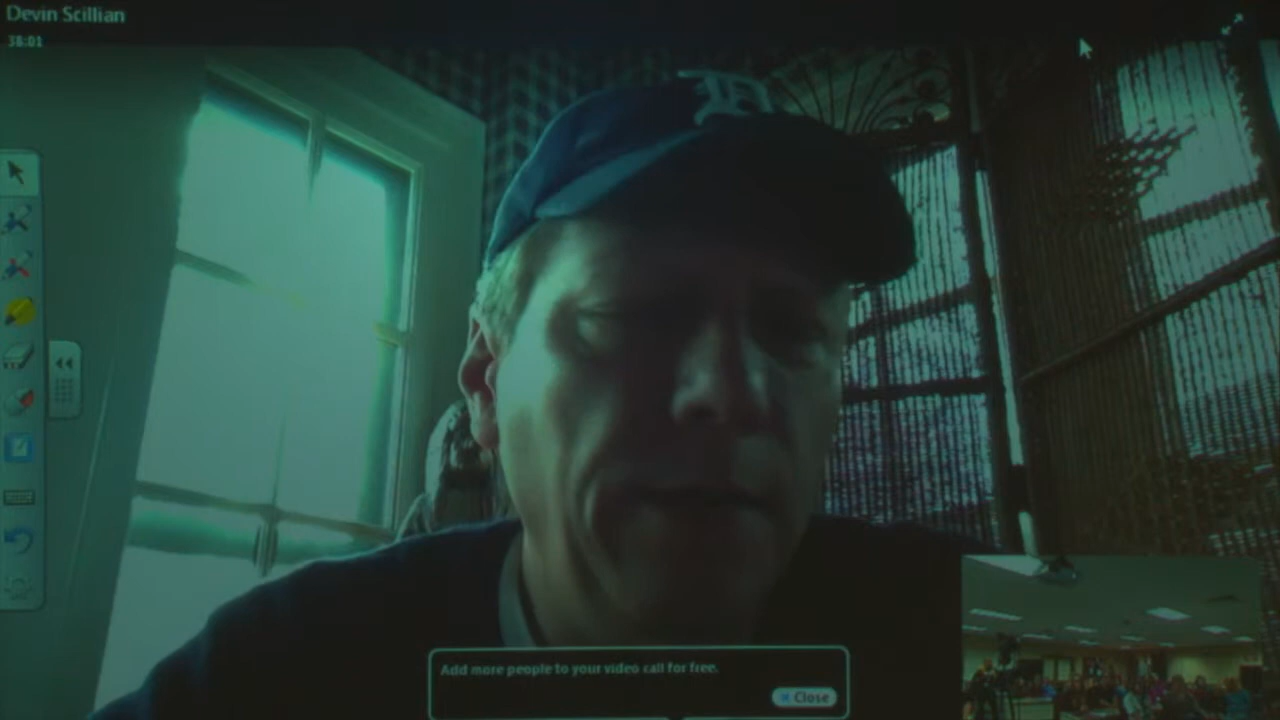 Devin Scillian
38:01
D
Add more people to your video call for free.
Close